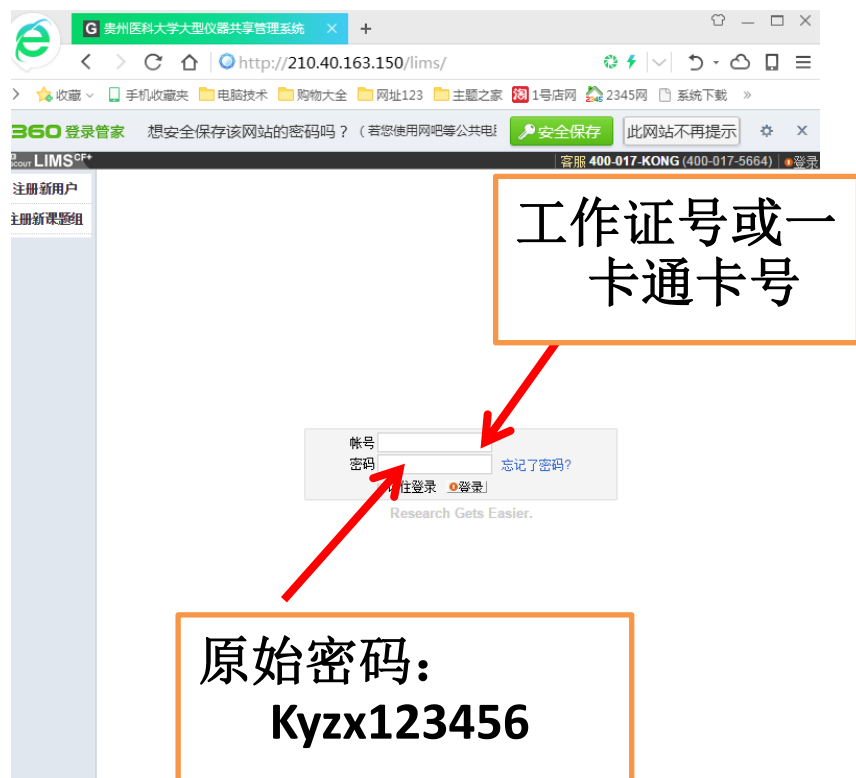 贵州医科大学大型仪器共享管理系统
http://210.40.163.150/lims/
收藏 手机收藏夹 电脑技术 购物大全 网址123 主题之家 1号店网 2345网 系统下载 »
360 登录管家 想安全保存该网站的密码吗？（若您使用网吧等公共电脑 安全保存 此网站不再提示
LIMS CF+ 客服 400-017-KONG (400-017-5664) 登录
注册新用户
注册新课题组
工作证号或一
卡通卡号
帐号
密码 忘记了密码?
住登录 登录
Research Gets Easier.
原始密码：
Kyzx123456